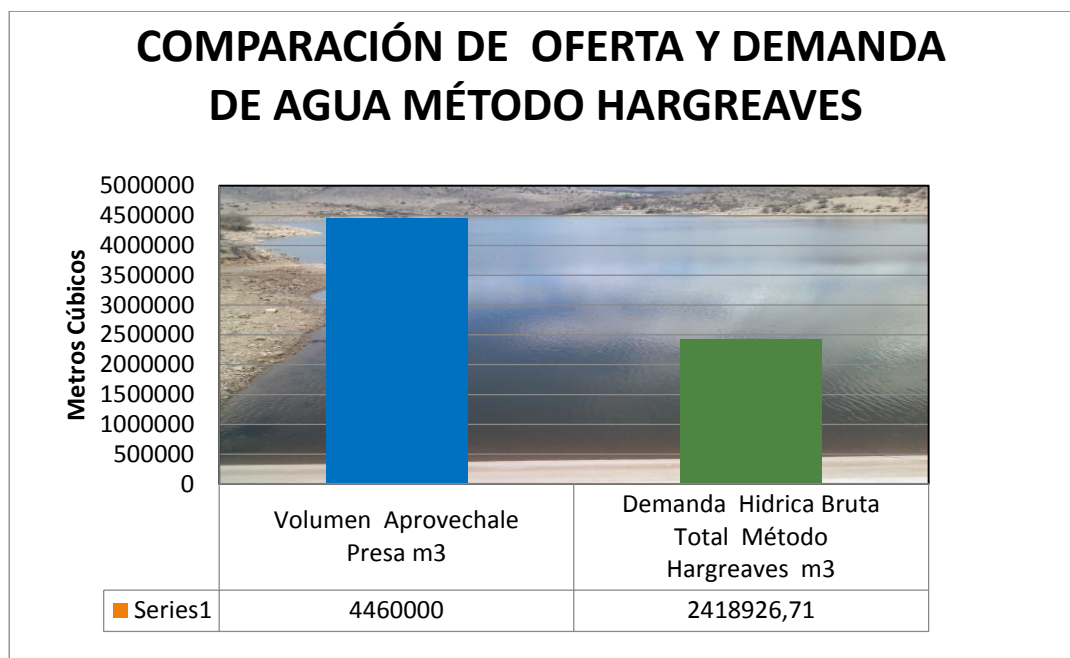 COMPARACIÓN DE OFERTA Y DEMANDA
DE AGUA MÉTODO HARGREAVES
Metros Cúbicos
5000000
4500000
4000000
3500000
3000000
2500000
2000000
1500000
1000000
500000
0
Volumen Aprovechale
Presa m3
Demanda Hidrica Bruta
Total Método
Hargreaves m3
Series1
4460000
2418926,71